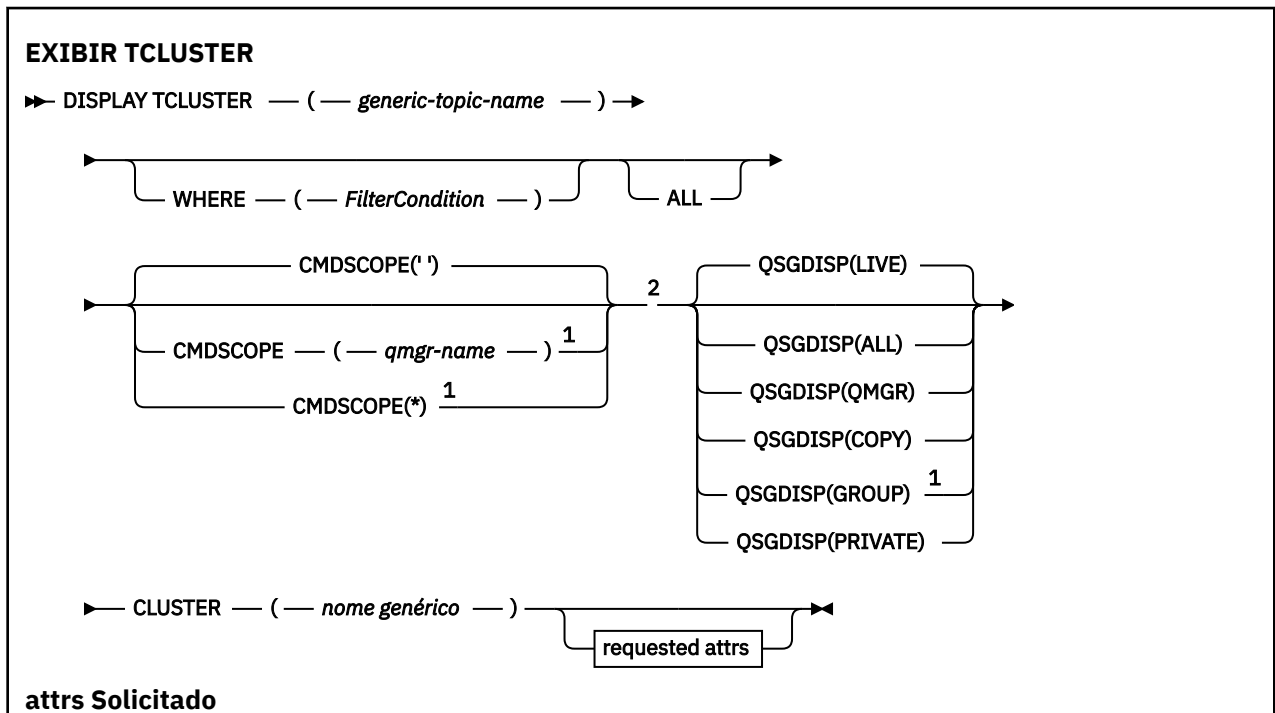 EXIBIR TCLUSTER
DISPLAY TCLUSTER ( generic-topic-name )
WHERE ( FilterCondition ) ALL
CMDSCOPE(' ')
CMDSCOPE ( qmgr-name ) 1
CMDSCOPE(*) 1
2
QSGDISP(LIVE)
QSGDISP(ALL)
QSGDISP(QMGR)
QSGDISP(COPY)
QSGDISP(GROUP) 1
QSGDISP(PRIVATE)
CLUSTER ( nome genérico )
requested attrs
attrs Solicitado